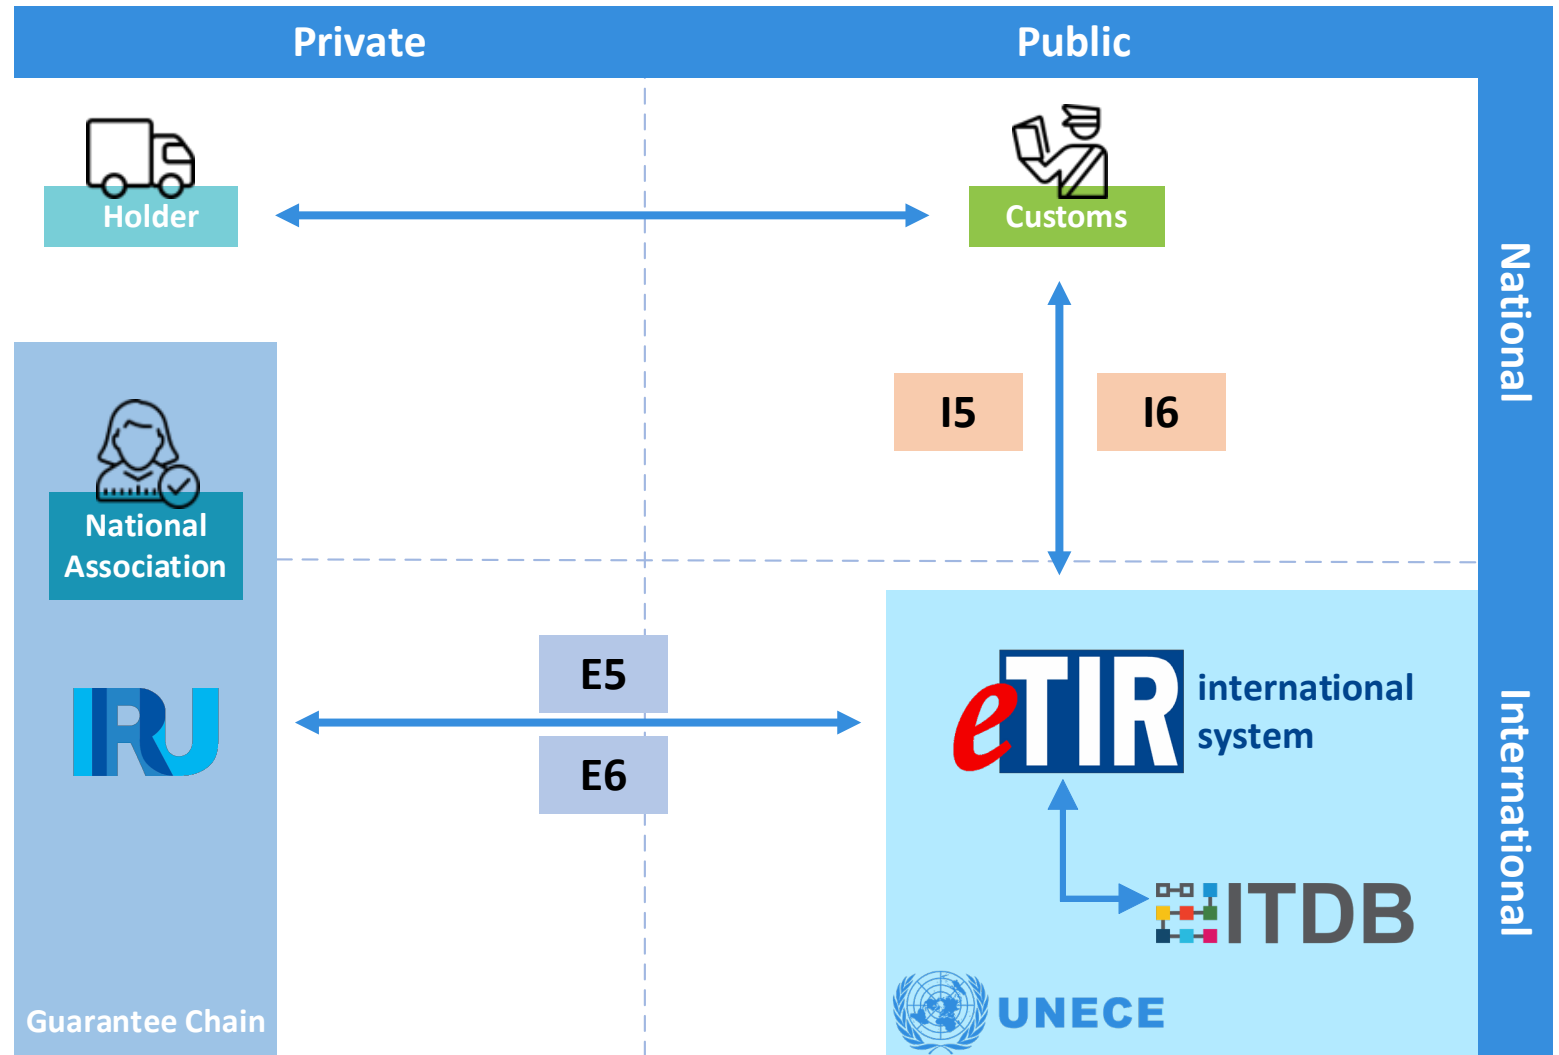 Private
Public
Holder
Customs
National
I5
I6
National
Association
E5
E6
IRU
eTIR
international
system
International
ITDB
Guarantee Chain
UNECE